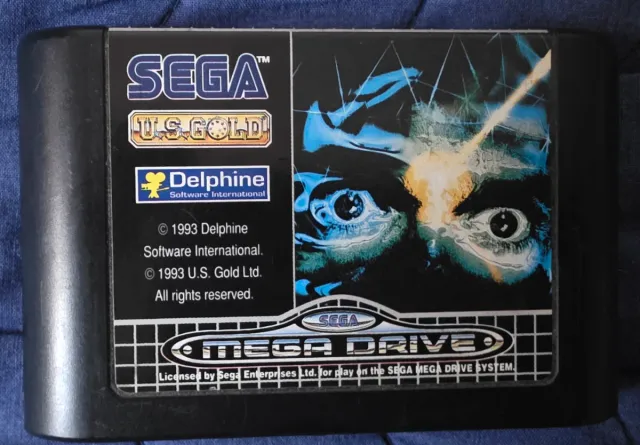 SEGA™
U.S. GOLD
Delphine
Software International
© 1993 Delphine
Software International.
© 1993 U.S. Gold Ltd.
All rights reserved.
SEGA
MEGA DRIVE
Licensed by Sega Enterprises Ltd. for play on the SEGA MEGA DRIVE SYSTEM.